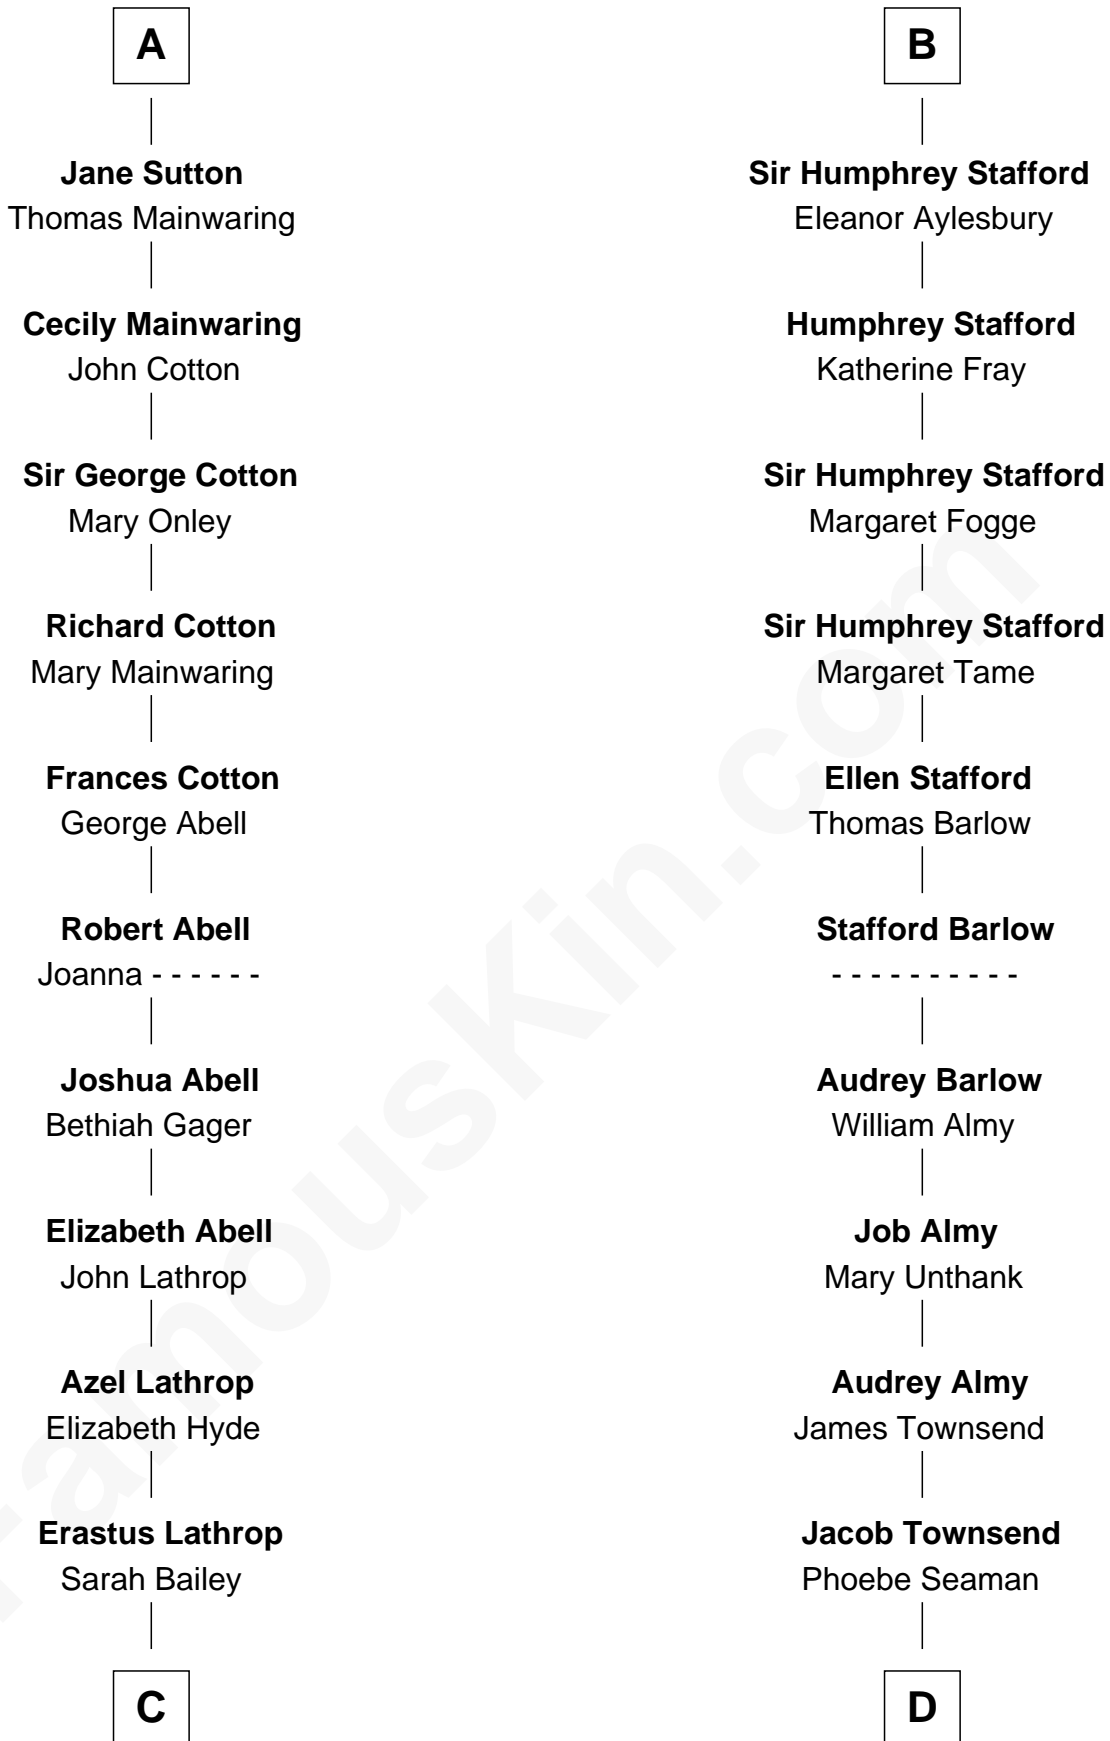 A
Jane Sutton
Thomas Mainwaring
Cecily Mainwaring
John Cotton
Sir George Cotton
Mary Onley
Richard Cotton
Mary Mainwaring
Frances Cotton
George Abell
Robert Abell
Joanna - - - - - -
Joshua Abell
Bethiah Gager
Elizabeth Abell
John Lathrop
Azel Lathrop
Elizabeth Hyde
Erastus Lathrop
Sarah Bailey
C
B
Sir Humphrey Stafford
Eleanor Aylesbury
Humphrey Stafford
Katherine Fray
Sir Humphrey Stafford
Margaret Fogge
Sir Humphrey Stafford
Margaret Tame
Ellen Stafford
Thomas Barlow
Stafford Barlow
- - - - - - - - - -
Audrey Barlow
William Almy
Job Almy
Mary Unthank
Audrey Almy
James Townsend
Jacob Townsend
Phoebe Seaman
D
FamousKin.com